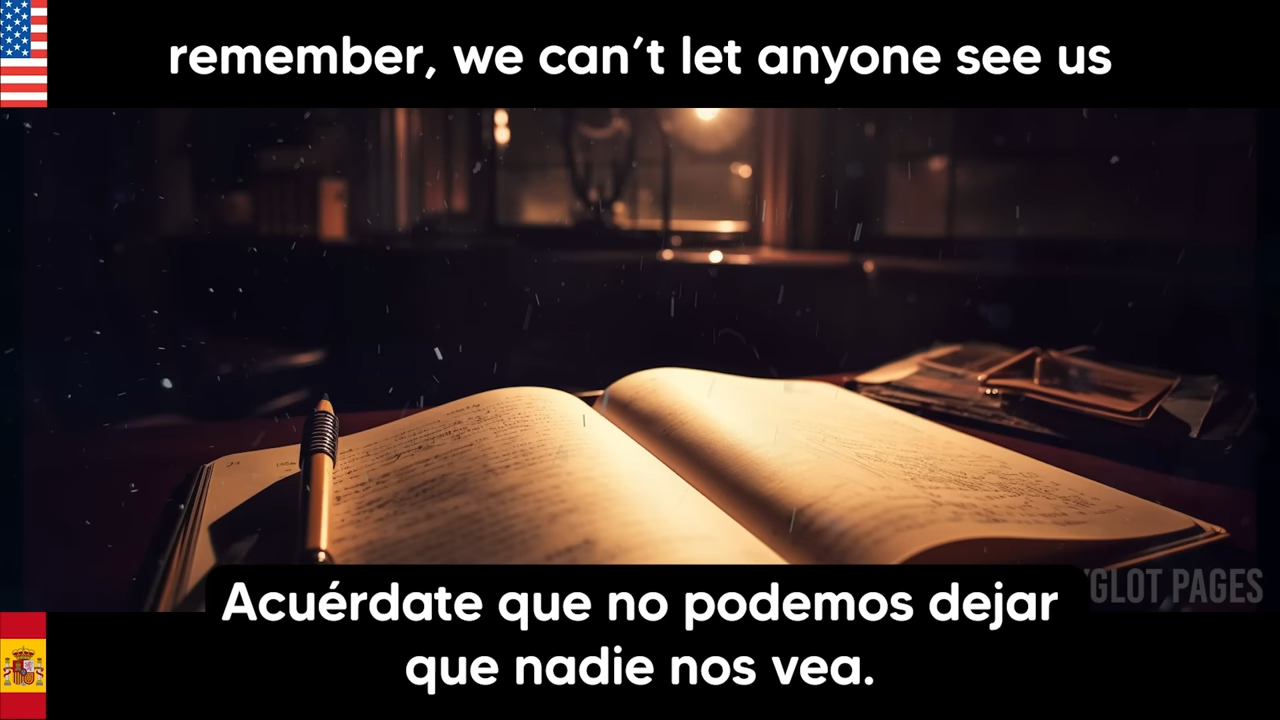 remember, we can't let anyone see us
Acuérdate que no podemos dejar
GLOT PAGES
que nadie nos vea.